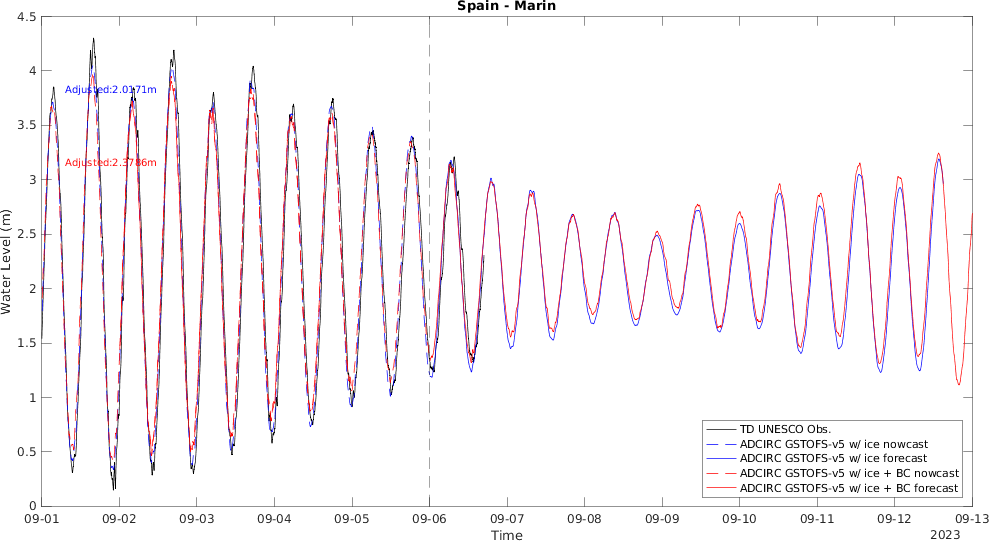 Spain - Marin
4.5
4
3.5
3
2.5
2
1.5
1
0.5
0
Water Level (m)
Adjusted:2.0171m
Adjusted:2.3786m
TD UNESCO Obs.
ADCIRC GSTOFS-v5 w/ ice nowcast
ADCIRC GSTOFS-v5 w/ ice forecast
ADCIRC GSTOFS-v5 w/ ice + BC nowcast
ADCIRC GSTOFS-v5 w/ ice + BC forecast
09-01 09-02 09-03 09-04 09-05 09-06 09-07 09-08 09-09 09-10 09-11 09-12 09-13
Time
2023